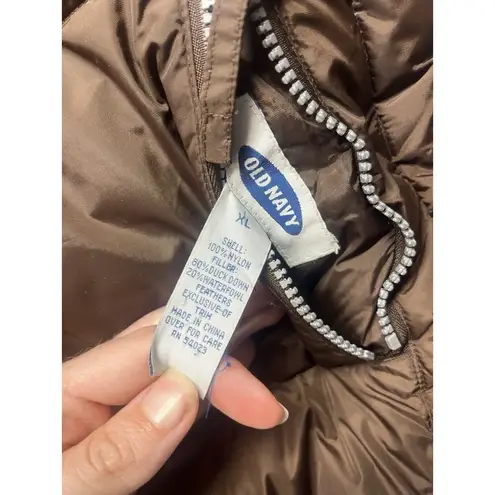 OLD NAVY
XL
SHELL:
100% NYLON
FILLER:
80% DUCK DOWN
20% WATERFOWL
FEATHERS
EXCLUSIVE OF
TRIM
MADE IN CHINA
OVER FOR CARE
RN 54023